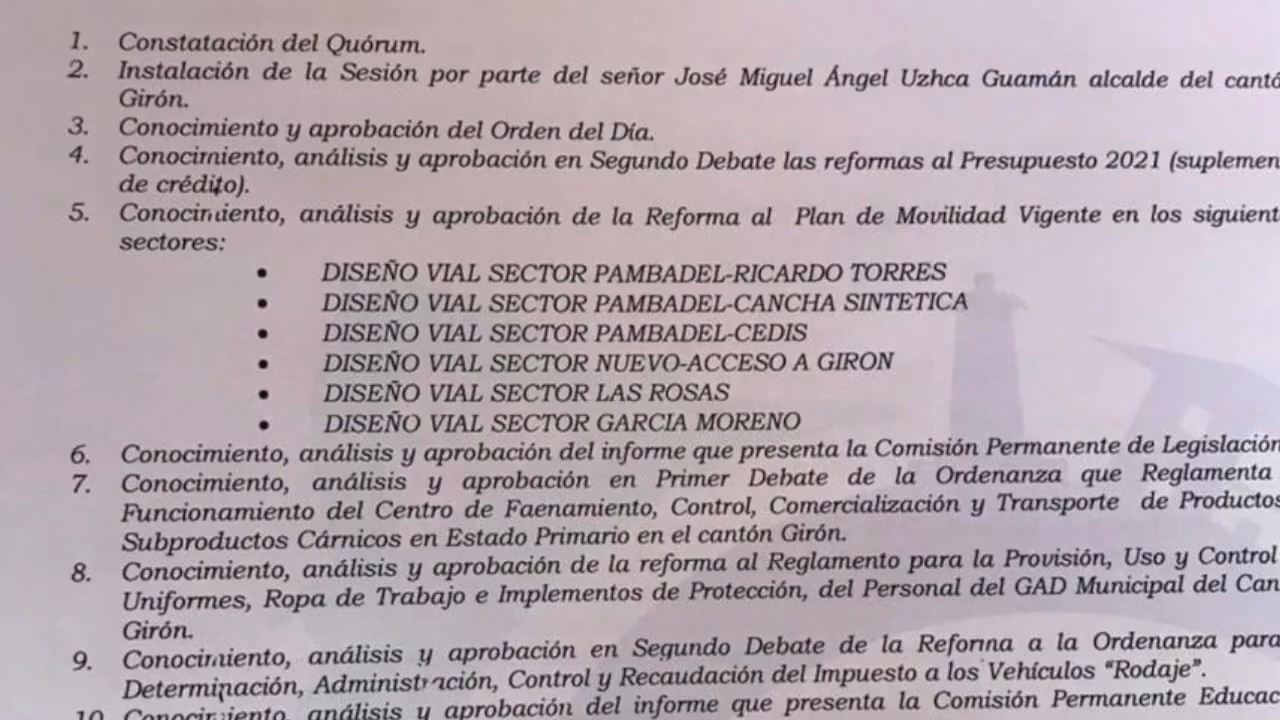 1. Constatación del Quórum.
2. Instalación de la Sesión por parte del señor José Miguel Ángel Uzhca Guamán alcalde del cantó
Girón.
3. Conocimiento y aprobación del Orden del Día.
4. Conocimiento, análisis y aprobación en Segundo Debate las reformas al Presupuesto 2021 (suplemen
de crédito).
5. Conocimiento, análisis y aprobación de la Reforma al Plan de Movilidad Vigente en los siguient
sectores:
• DISEÑO VIAL SECTOR PAMBADEL-RICARDO TORRES
• DISEÑO VIAL SECTOR PAMBADEL-CANCHA SINTETICA
• DISEÑO VIAL SECTOR PAMBADEL-CEDIS
• DISEÑO VIAL SECTOR NUEVO-ACCESO A GIRON
• DISEÑO VIAL SECTOR LAS ROSAS
• DISEÑO VIAL SECTOR GARCIA MORENO
6. Conocimiento, análisis y aprobación del informe que presenta la Comisión Permanente de Legislación
7. Conocimiento, análisis y aprobación en Primer Debate de la Ordenanza que Reglamenta
Funcionamiento del Centro de Faenamiento, Control, Comercialización y Transporte de Productos
Subproductos Cárnicos en Estado Primario en el cantón Girón.
8. Conocimiento, análisis y aprobación de la reforma al Reglamento para la Provisión, Uso y Control
Uniformes, Ropa de Trabajo e Implementos de Protección, del Personal del GAD Municipal del Can
Girón.
9. Conocimiento, análisis y aprobación en Segundo Debate de la Reforma a la Ordenanza para
Determinación, Administración, Control y Recaudación del Impuesto a los Vehículos “Rodaje”.
10. Conocimiento, análisis y aprobación del informe que presenta la Comisión Permanente Educac